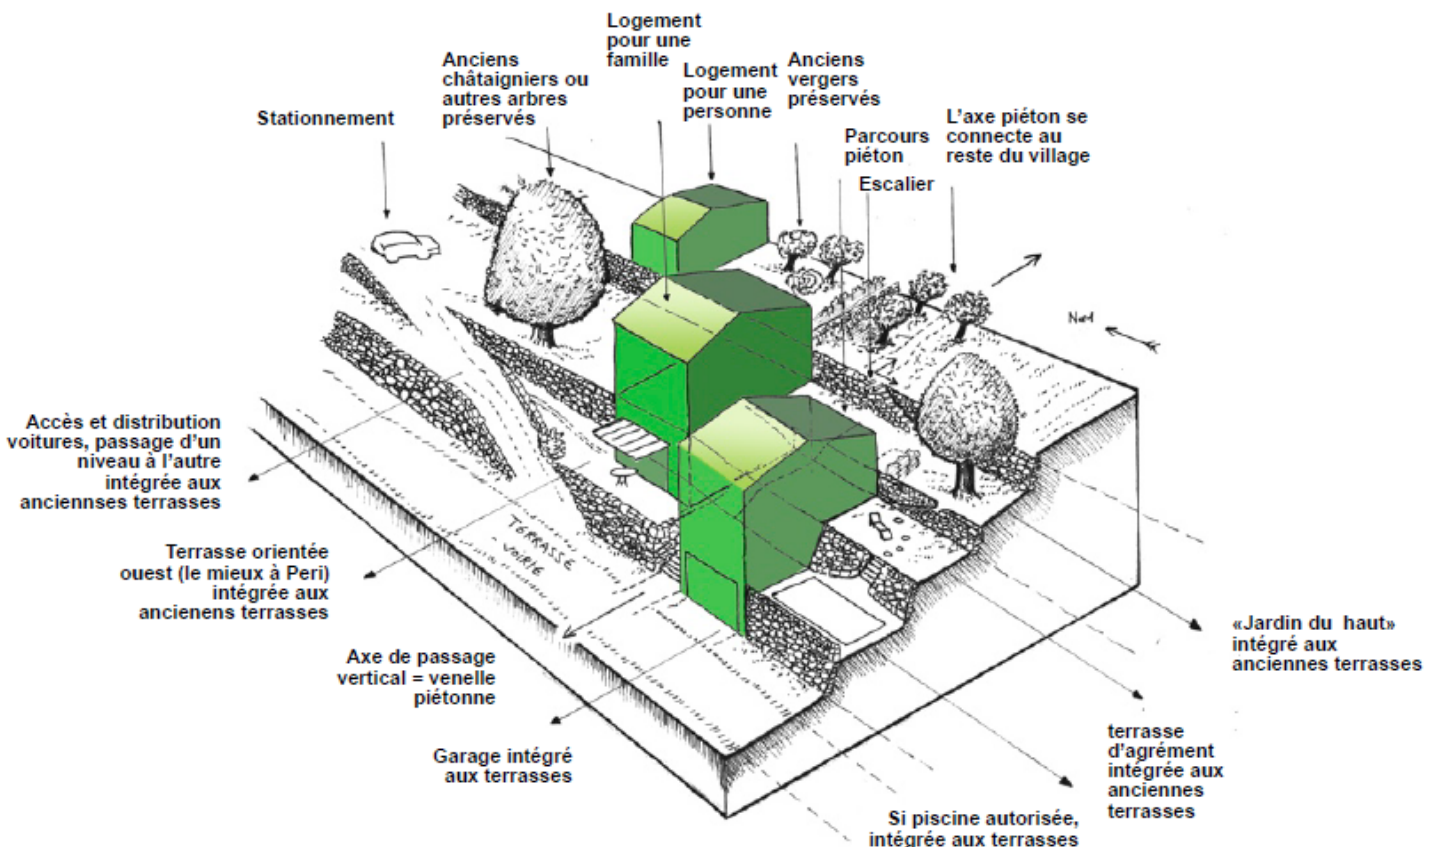 Logement
pour une
famille
Anciens
châtaigniers ou
autres arbres
préservés
Logement
pour une
personne
Anciens
vergers
préservés
Stationnement
Parcours
piéton
L'axe piéton se
connecte au
reste du village
Escalier
Nord
Accès et distribution
voitures, passage d'un
niveau à l'autre
intégrée aux
anciennses terrasses
TERRASSE
- VOIRIE
Terrasse orientée
ouest (le mieux à Peri)
intégrée aux
ancienens terrasses
Axe de passage
vertical = venelle
piétonne
Garage intégré
aux terrasses
«Jardin du haut»
intégré aux
anciennes terrasses
terrasse
d'agrément
intégrée aux
anciennes
terrasses
Si piscine autorisée,
intégrée aux terrasses